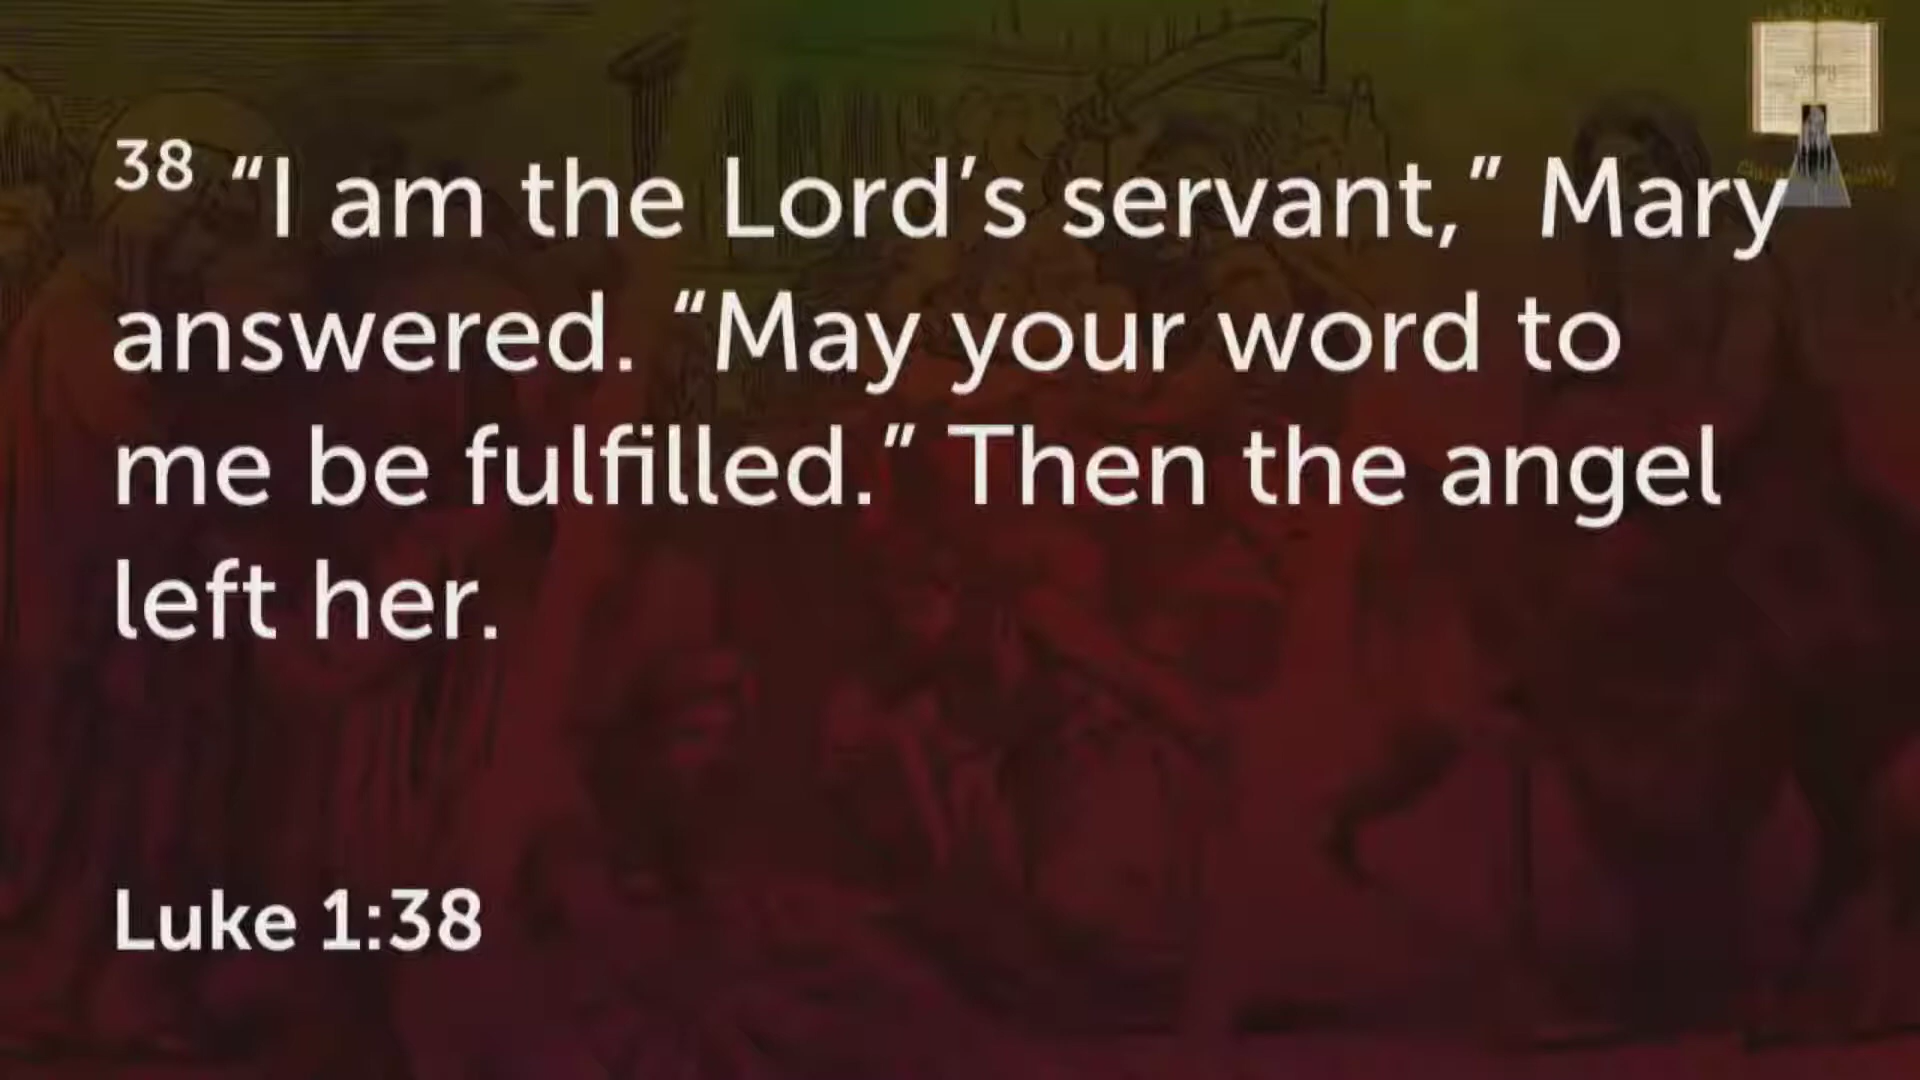 38 “I am the Lord’s servant,” Mary
answered. “May your word to
me be fulfilled.” Then the angel
left her.
Luke 1:38